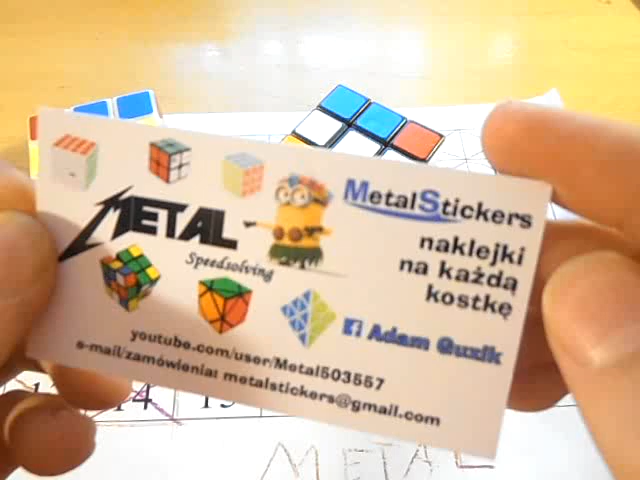 METAL
Speedsolving
MetalStickers
naklejki
na każdą
kostkę
f Adam Guzik
youtube.com/user/Metal503557
e-mail/zamówienia: metalstickers@gmail.com
14
METAL